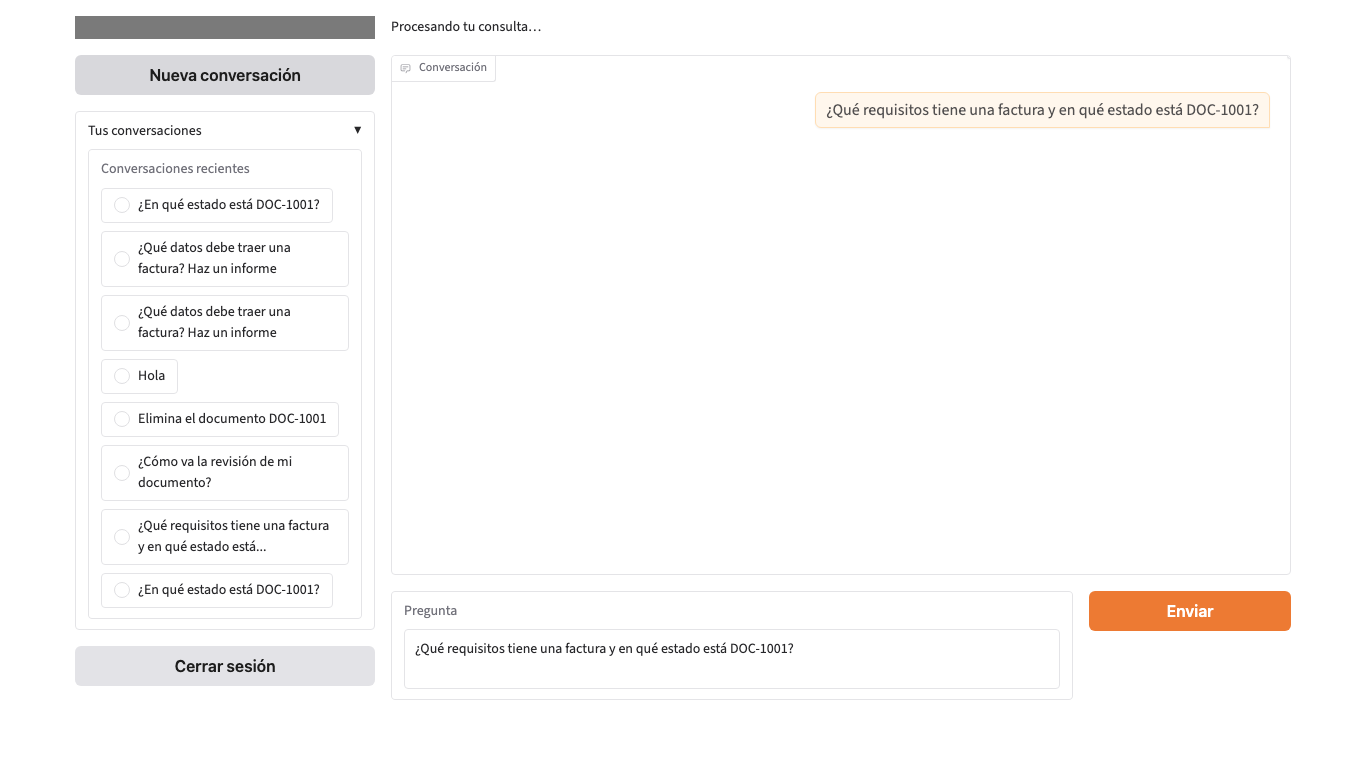 Procesando tu consulta…
Nueva conversación
Tus conversaciones ▼
Conversaciones recientes
¿En qué estado está DOC-1001?
¿Qué datos debe traer una
factura? Haz un informe
¿Qué datos debe traer una
factura? Haz un informe
Hola
Elimina el documento DOC-1001
¿Cómo va la revisión de mi
documento?
¿Qué requisitos tiene una factura
y en qué estado está...
¿En qué estado está DOC-1001?
Cerrar sesión
Conversación
¿Qué requisitos tiene una factura y en qué estado está DOC-1001?
Pregunta
¿Qué requisitos tiene una factura y en qué estado está DOC-1001?
Enviar